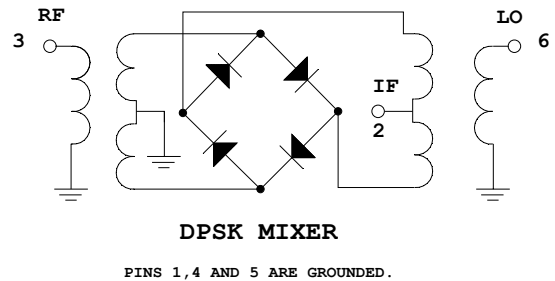 RF
LO
3
6
IF
2
DPSK MIXER
PINS 1,4 AND 5 ARE GROUNDED.